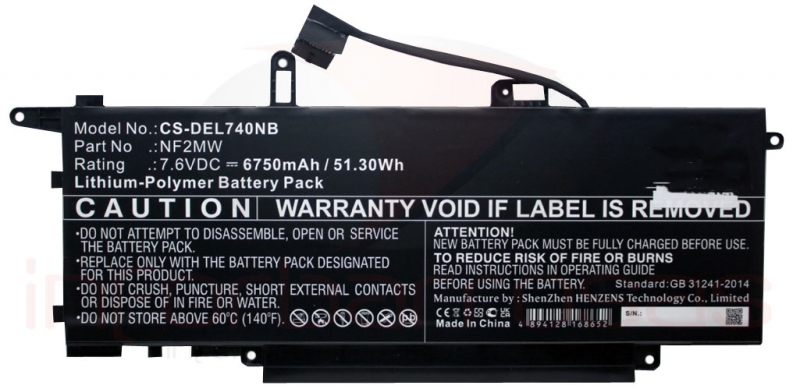 Model No.:CS-DEL740NB
Part No :NF2MW
Rating :7.6VDC ⎓ 6750mAh / 51.30Wh
Lithium-Polymer Battery Pack
CAUTION
WARRANTY VOID IF LABEL IS REMOVED
•DO NOT ATTEMPT TO DISASSEMBLE, OPEN OR SERVICE
THE BATTERY PACK.
•REPLACE ONLY WITH THE BATTERY PACK DESIGNATED
FOR THIS PRODUCT.
•DO NOT CRUSH, PUNCTURE, SHORT EXTERNAL CONTACTS
OR DISPOSE OF IN FIRE OR WATER.
•DO NOT STORE ABOVE 60℃ (140℉).
ATTENTION!
NEW BATTERY PACK MUST BE FULLY CHARGED BEFORE USE.
TO REDUCE RISK OF FIRE OR BURNS
READ INSTRUCTIONS IN OPERATING GUIDE
BEFORE USING THE BATTERY.
Standard:GB 31241-2014
Manufacture by : ShenZhen HENZENS Technology Co., Limited
Made In China
4 894128 168652
S/N.: